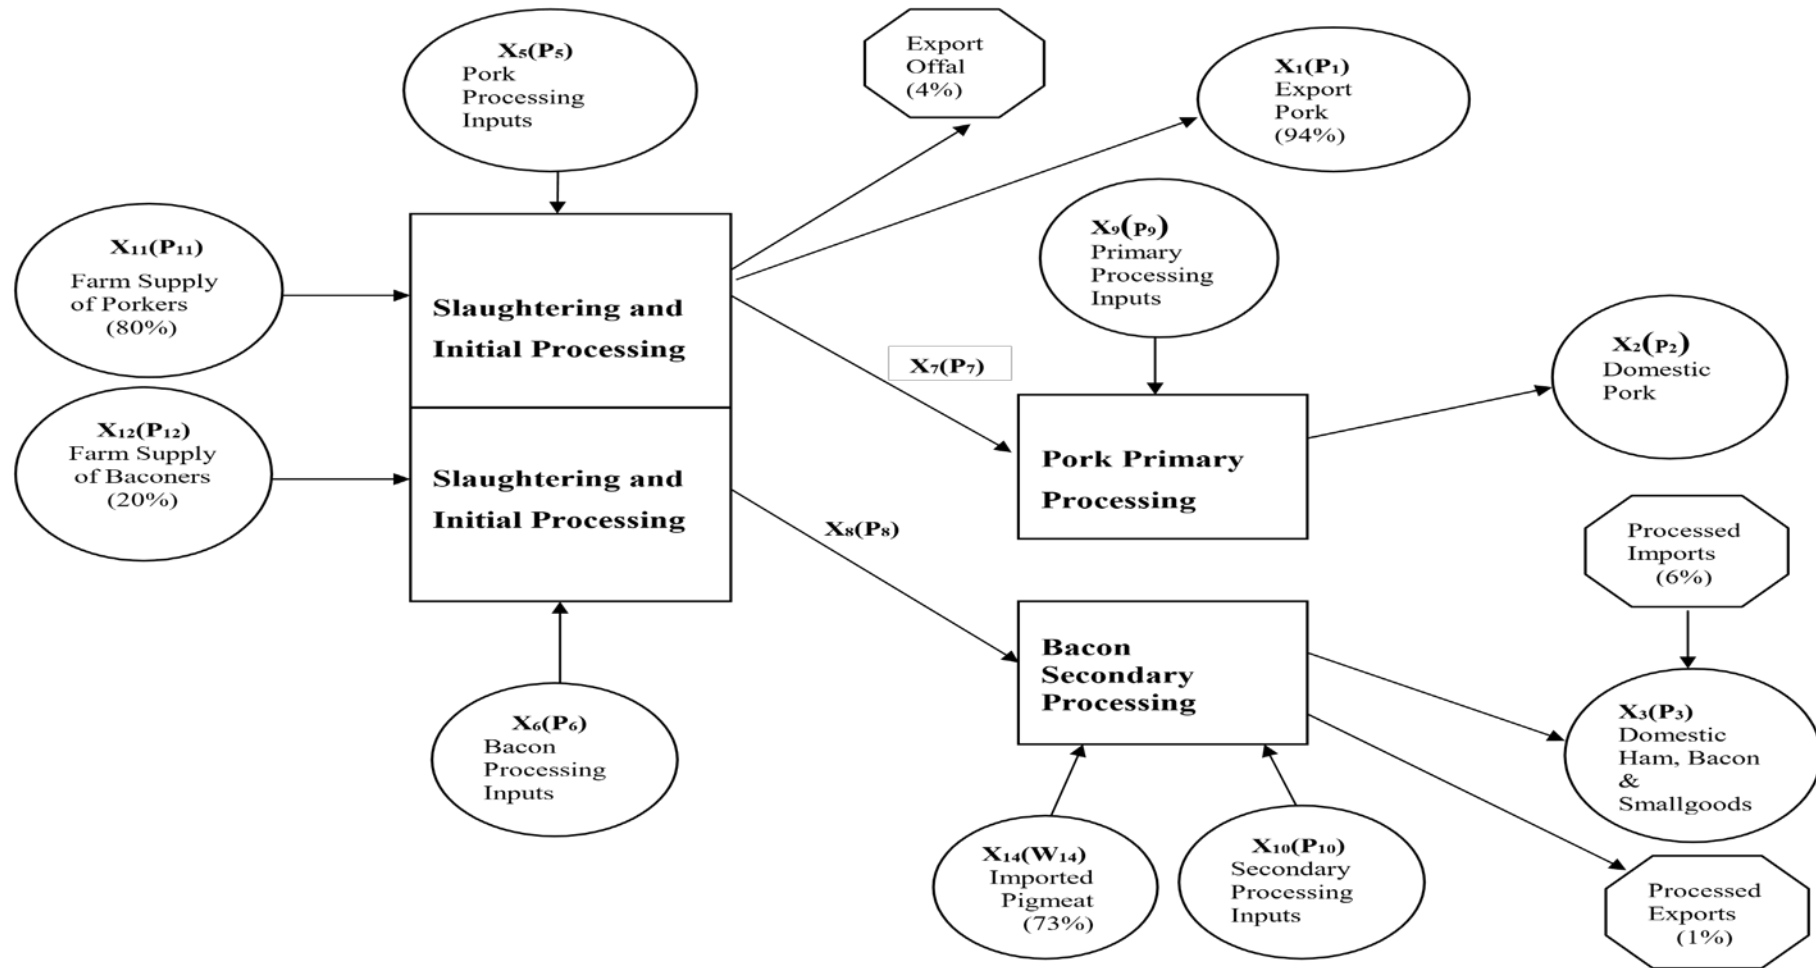 X₅(P₅)
Pork
Processing
Inputs
Export
Offal
(4%)
X₁(P₁)
Export
Pork
(94%)
X₁₁(P₁₁)
Farm Supply
of Porkers
(80%)
Slaughtering and
Initial Processing
X₉(P₉)
Primary
Processing
Inputs
X₇(P₇)
X₂(P₂)
Domestic
Pork
X₁₂(P₁₂)
Farm Supply
of Baconers
(20%)
Slaughtering and
Initial Processing
Pork Primary
Processing
X₈(P₈)
Processed
Imports
(6%)
Bacon
Secondary
Processing
X₆(P₆)
Bacon
Processing
Inputs
X₃(P₃)
Domestic
Ham, Bacon
&
Smallgoods
X₁₄(W₁₄)
Imported
Pigmeat
(73%)
X₁₀(P₁₀)
Secondary
Processing
Inputs
Processed
Exports
(1%)